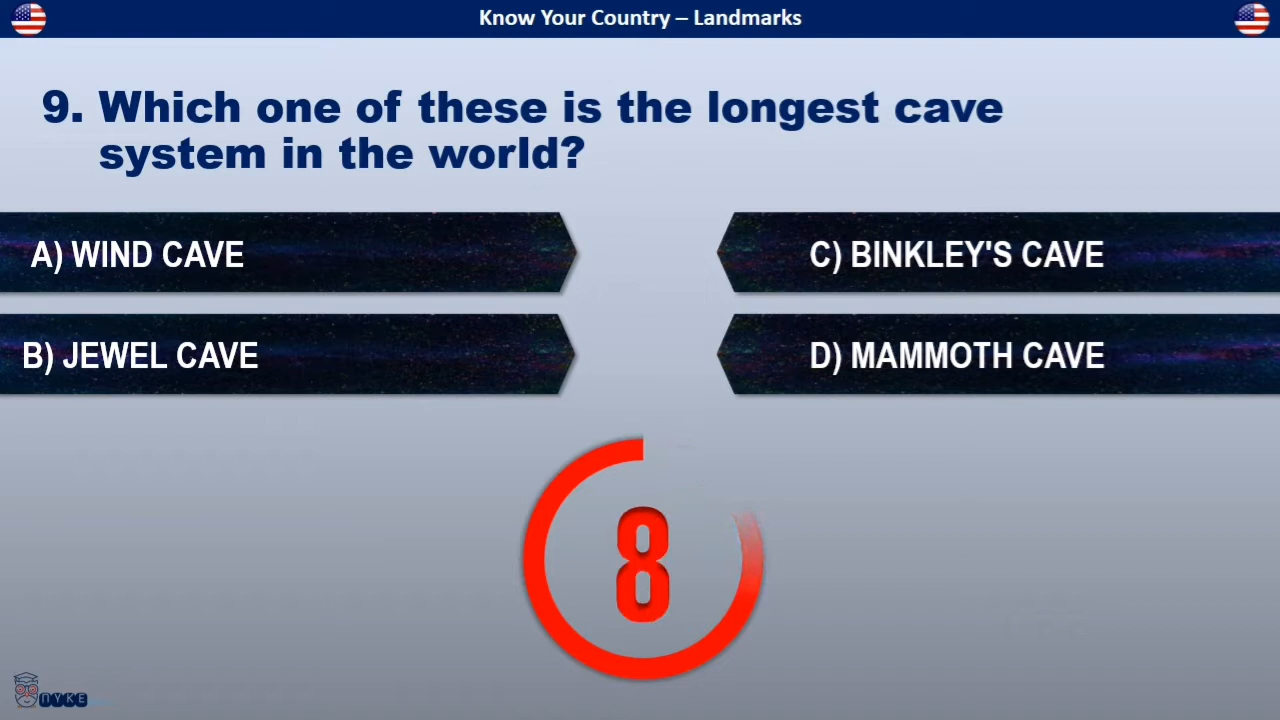 Know Your Country – Landmarks
9. Which one of these is the longest cave
system in the world?
A) WIND CAVE
C) BINKLEY'S CAVE
B) JEWEL CAVE
D) MAMMOTH CAVE
8
NYKE